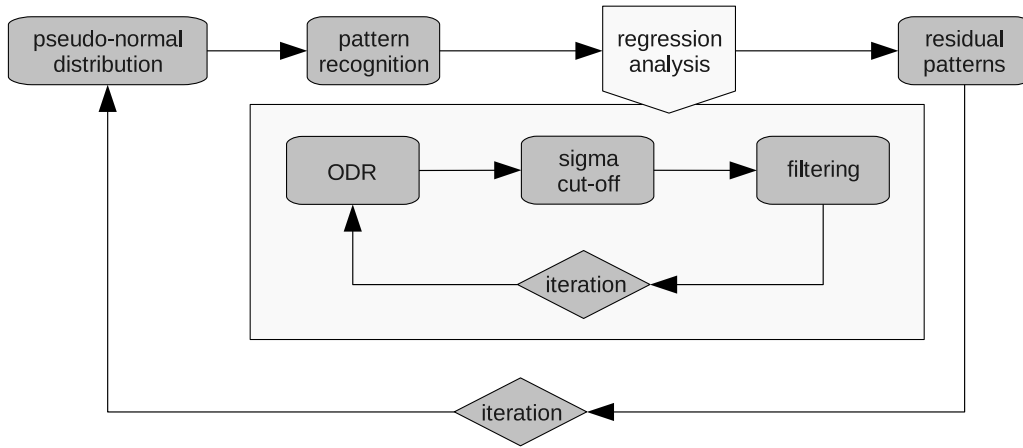 pseudo-normal
distribution
pattern
recognition
regression
analysis
residual
patterns
ODR
sigma
cut-off
filtering
iteration
iteration